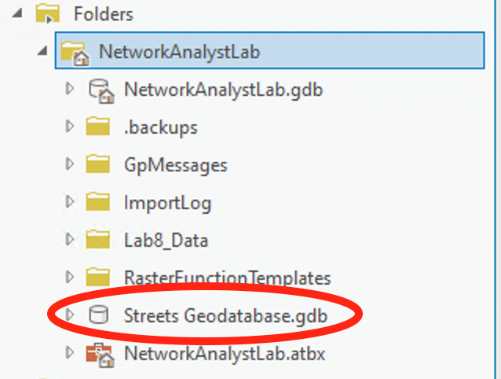 Folders
NetworkAnalystLab
NetworkAnalystLab.gdb
.backups
GpMessages
ImportLog
Lab8_Data
RasterFunctionTemplates
Streets Geodatabase.gdb
NetworkAnalystLab.atbx